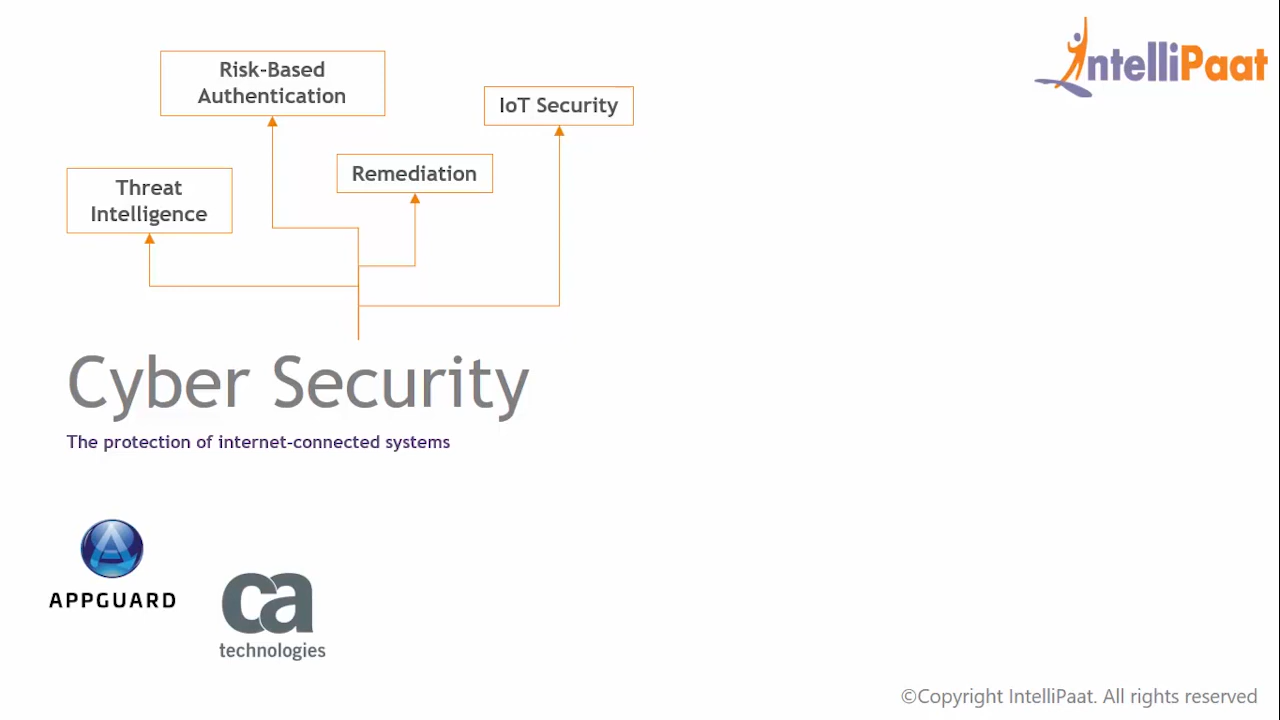 IntelliPaat
Risk-Based
Authentication
IoT Security
Remediation
Threat
Intelligence
Cyber Security
The protection of internet-connected systems
APPGUARD
ca
technologies
©Copyright IntelliPaat. All rights reserved